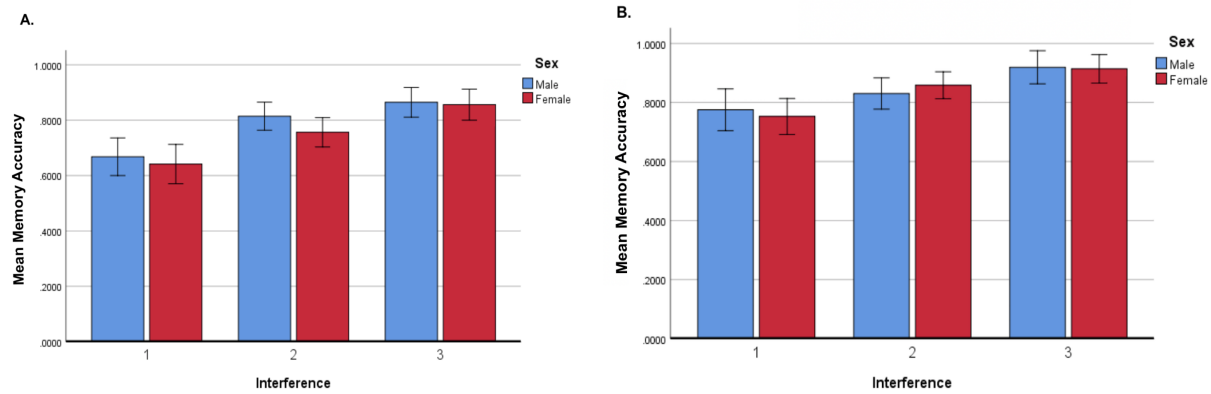 A.
Mean Memory Accuracy
1.0000
.8000
.6000
.4000
.2000
.0000
1 2 3
Interference
Sex
Male
Female
B.
Mean Memory Accuracy
1.0000
.8000
.6000
.4000
.2000
.0000
1 2 3
Interference
Sex
Male
Female